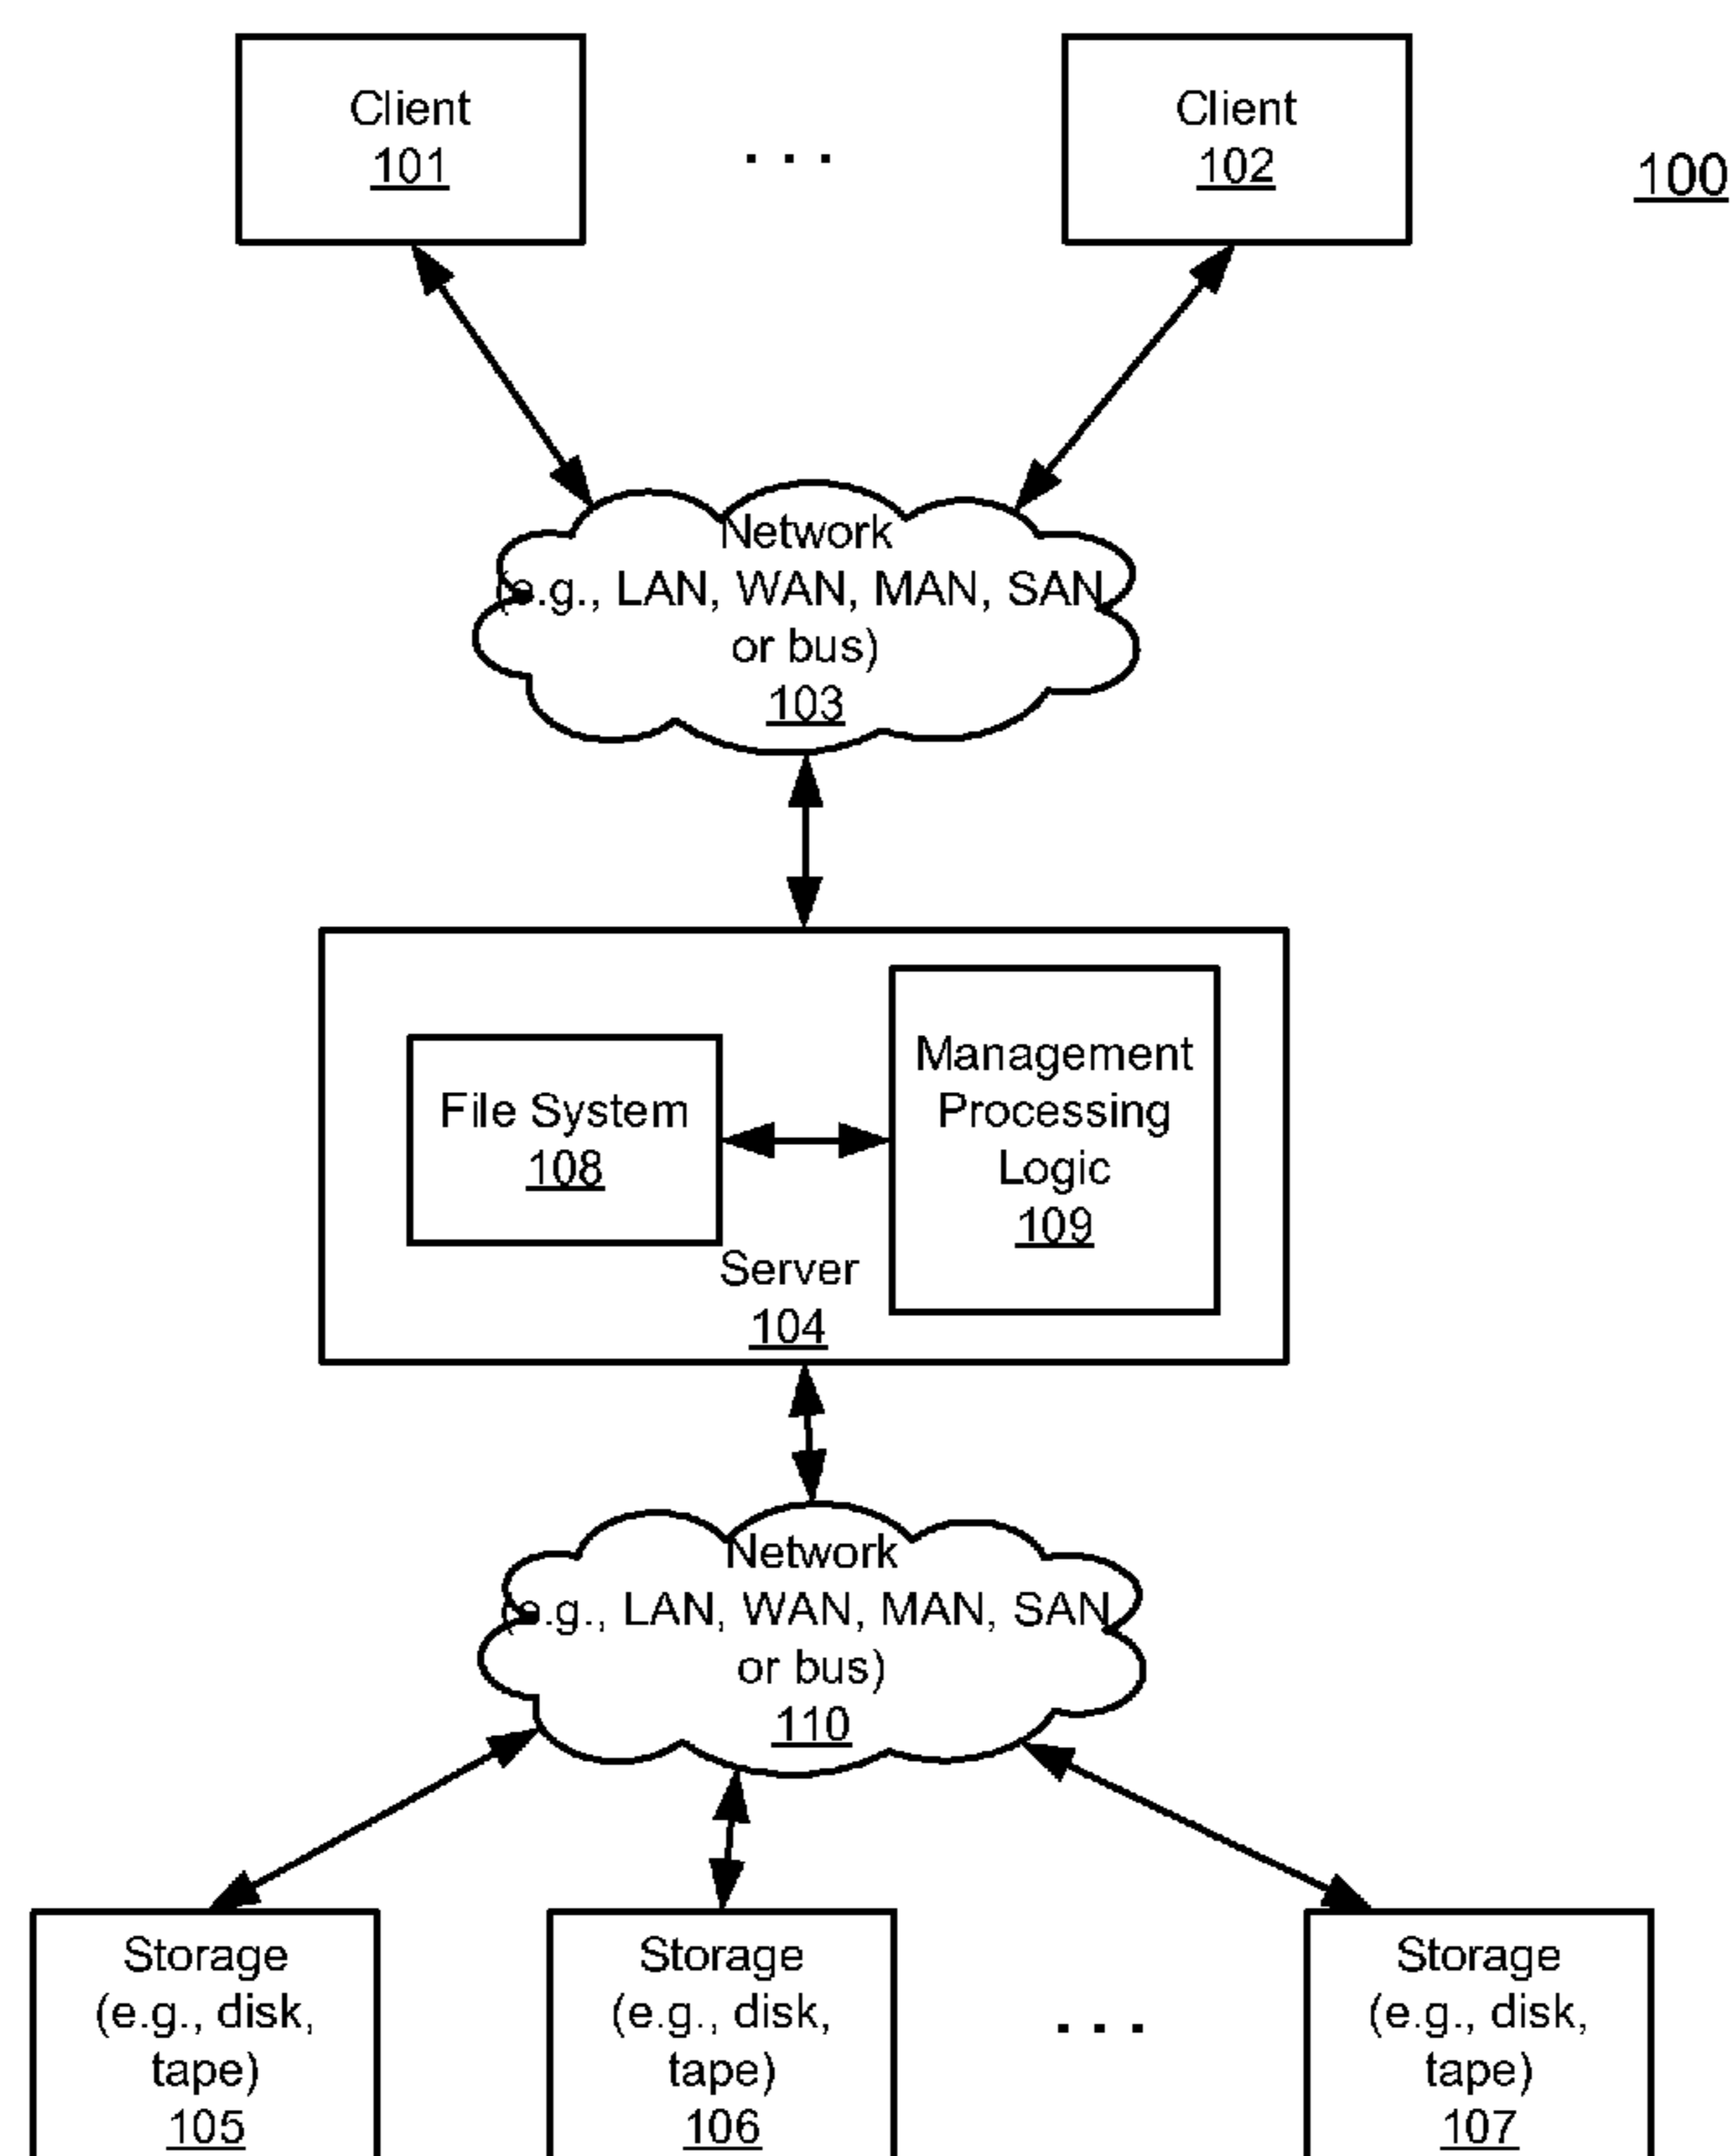 Client
101
. . .
Client
102
100
Network
(e.g., LAN, WAN, MAN, SAN
or bus)
103
File System
108
Management
Processing
Logic
109
Server
104
Network
(e.g., LAN, WAN, MAN, SAN
or bus)
110
Storage
(e.g., disk,
tape)
105
Storage
(e.g., disk,
tape)
106
. . .
Storage
(e.g., disk,
tape)
107